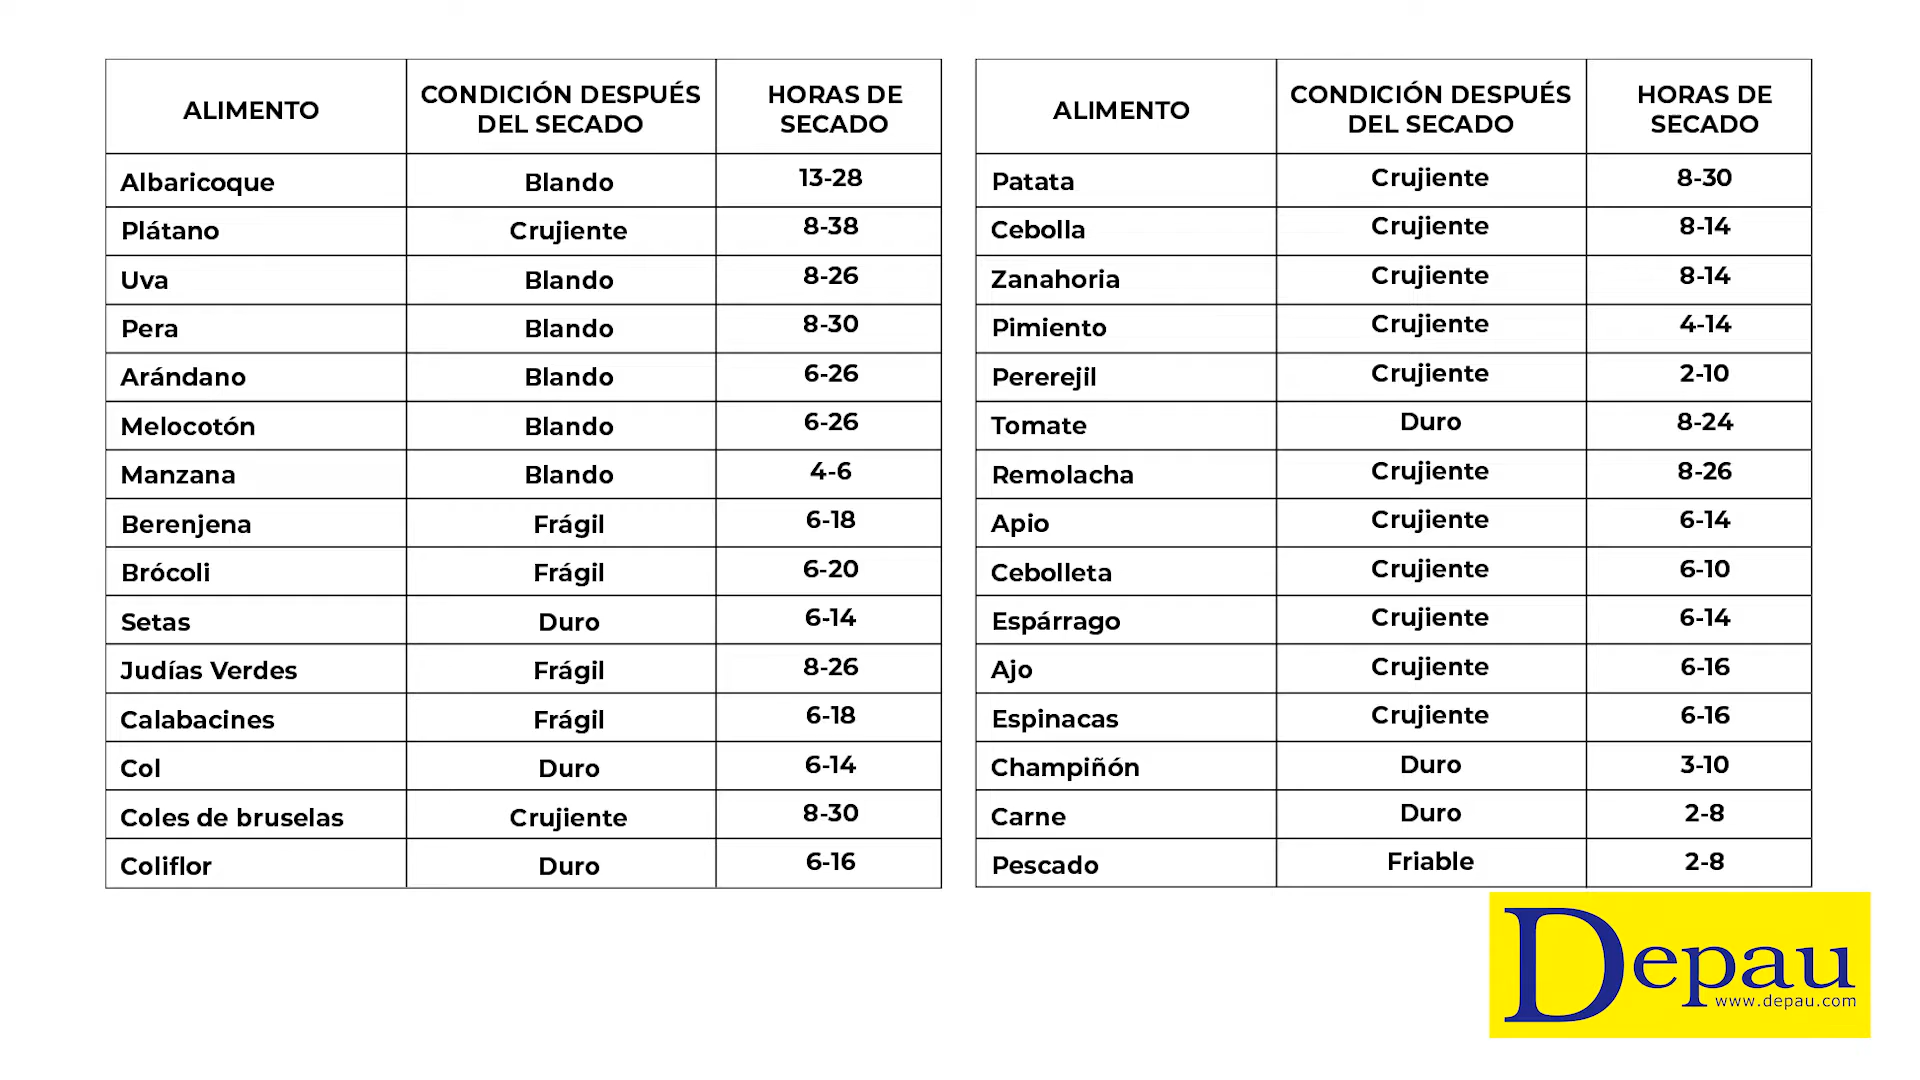 ALIMENTO CONDICIÓN DESPUÉS DEL SECADO HORAS DE SECADO
Albaricoque Blando 13-28
Plátano Crujiente 8-38
Uva Blando 8-26
Pera Blando 8-30
Arándano Blando 6-26
Melocotón Blando 6-26
Manzana Blando 4-6
Berenjena Frágil 6-18
Brócoli Frágil 6-20
Setas Duro 6-14
Judías Verdes Frágil 8-26
Calabacines Frágil 6-18
Col Duro 6-14
Coles de bruselas Crujiente 8-30
Coliflor Duro 6-16
ALIMENTO CONDICIÓN DESPUÉS DEL SECADO HORAS DE SECADO
Patata Crujiente 8-30
Cebolla Crujiente 8-14
Zanahoria Crujiente 8-14
Pimiento Crujiente 4-14
Pererejil Crujiente 2-10
Tomate Duro 8-24
Remolacha Crujiente 8-26
Apio Crujiente 6-14
Cebolleta Crujiente 6-10
Espárrago Crujiente 6-14
Ajo Crujiente 6-16
Espinacas Crujiente 6-16
Champiñón Duro 3-10
Carne Duro 2-8
Pescado Friable 2-8
Depau
www.depau.com